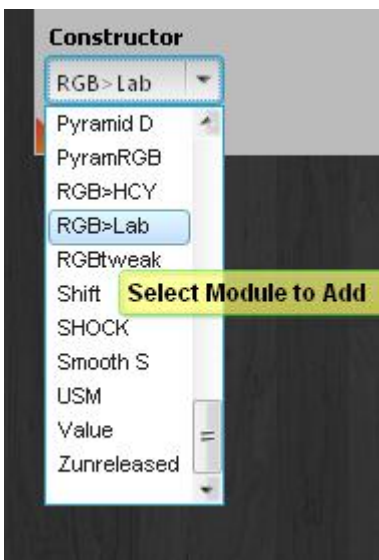 Constructor
RGB>Lab
Pyramid D
PyramRGB
RGB>HCY
RGB>Lab
RGBtweak
Shift
Select Module to Add
SHOCK
Smooth S
USM
Value
Zunreleased